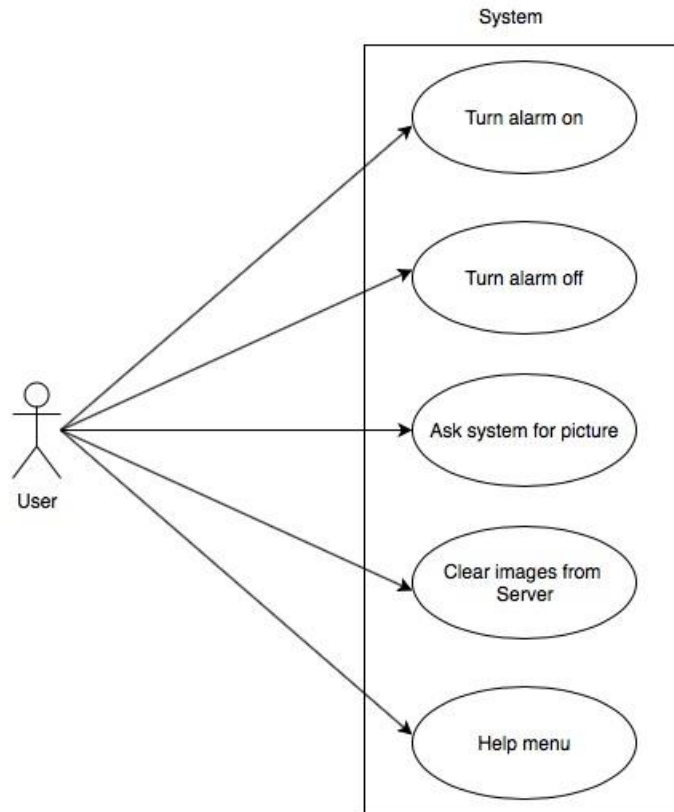 System
Turn alarm on
Turn alarm off
Ask system for picture
User
Clear images from
Server
Help menu